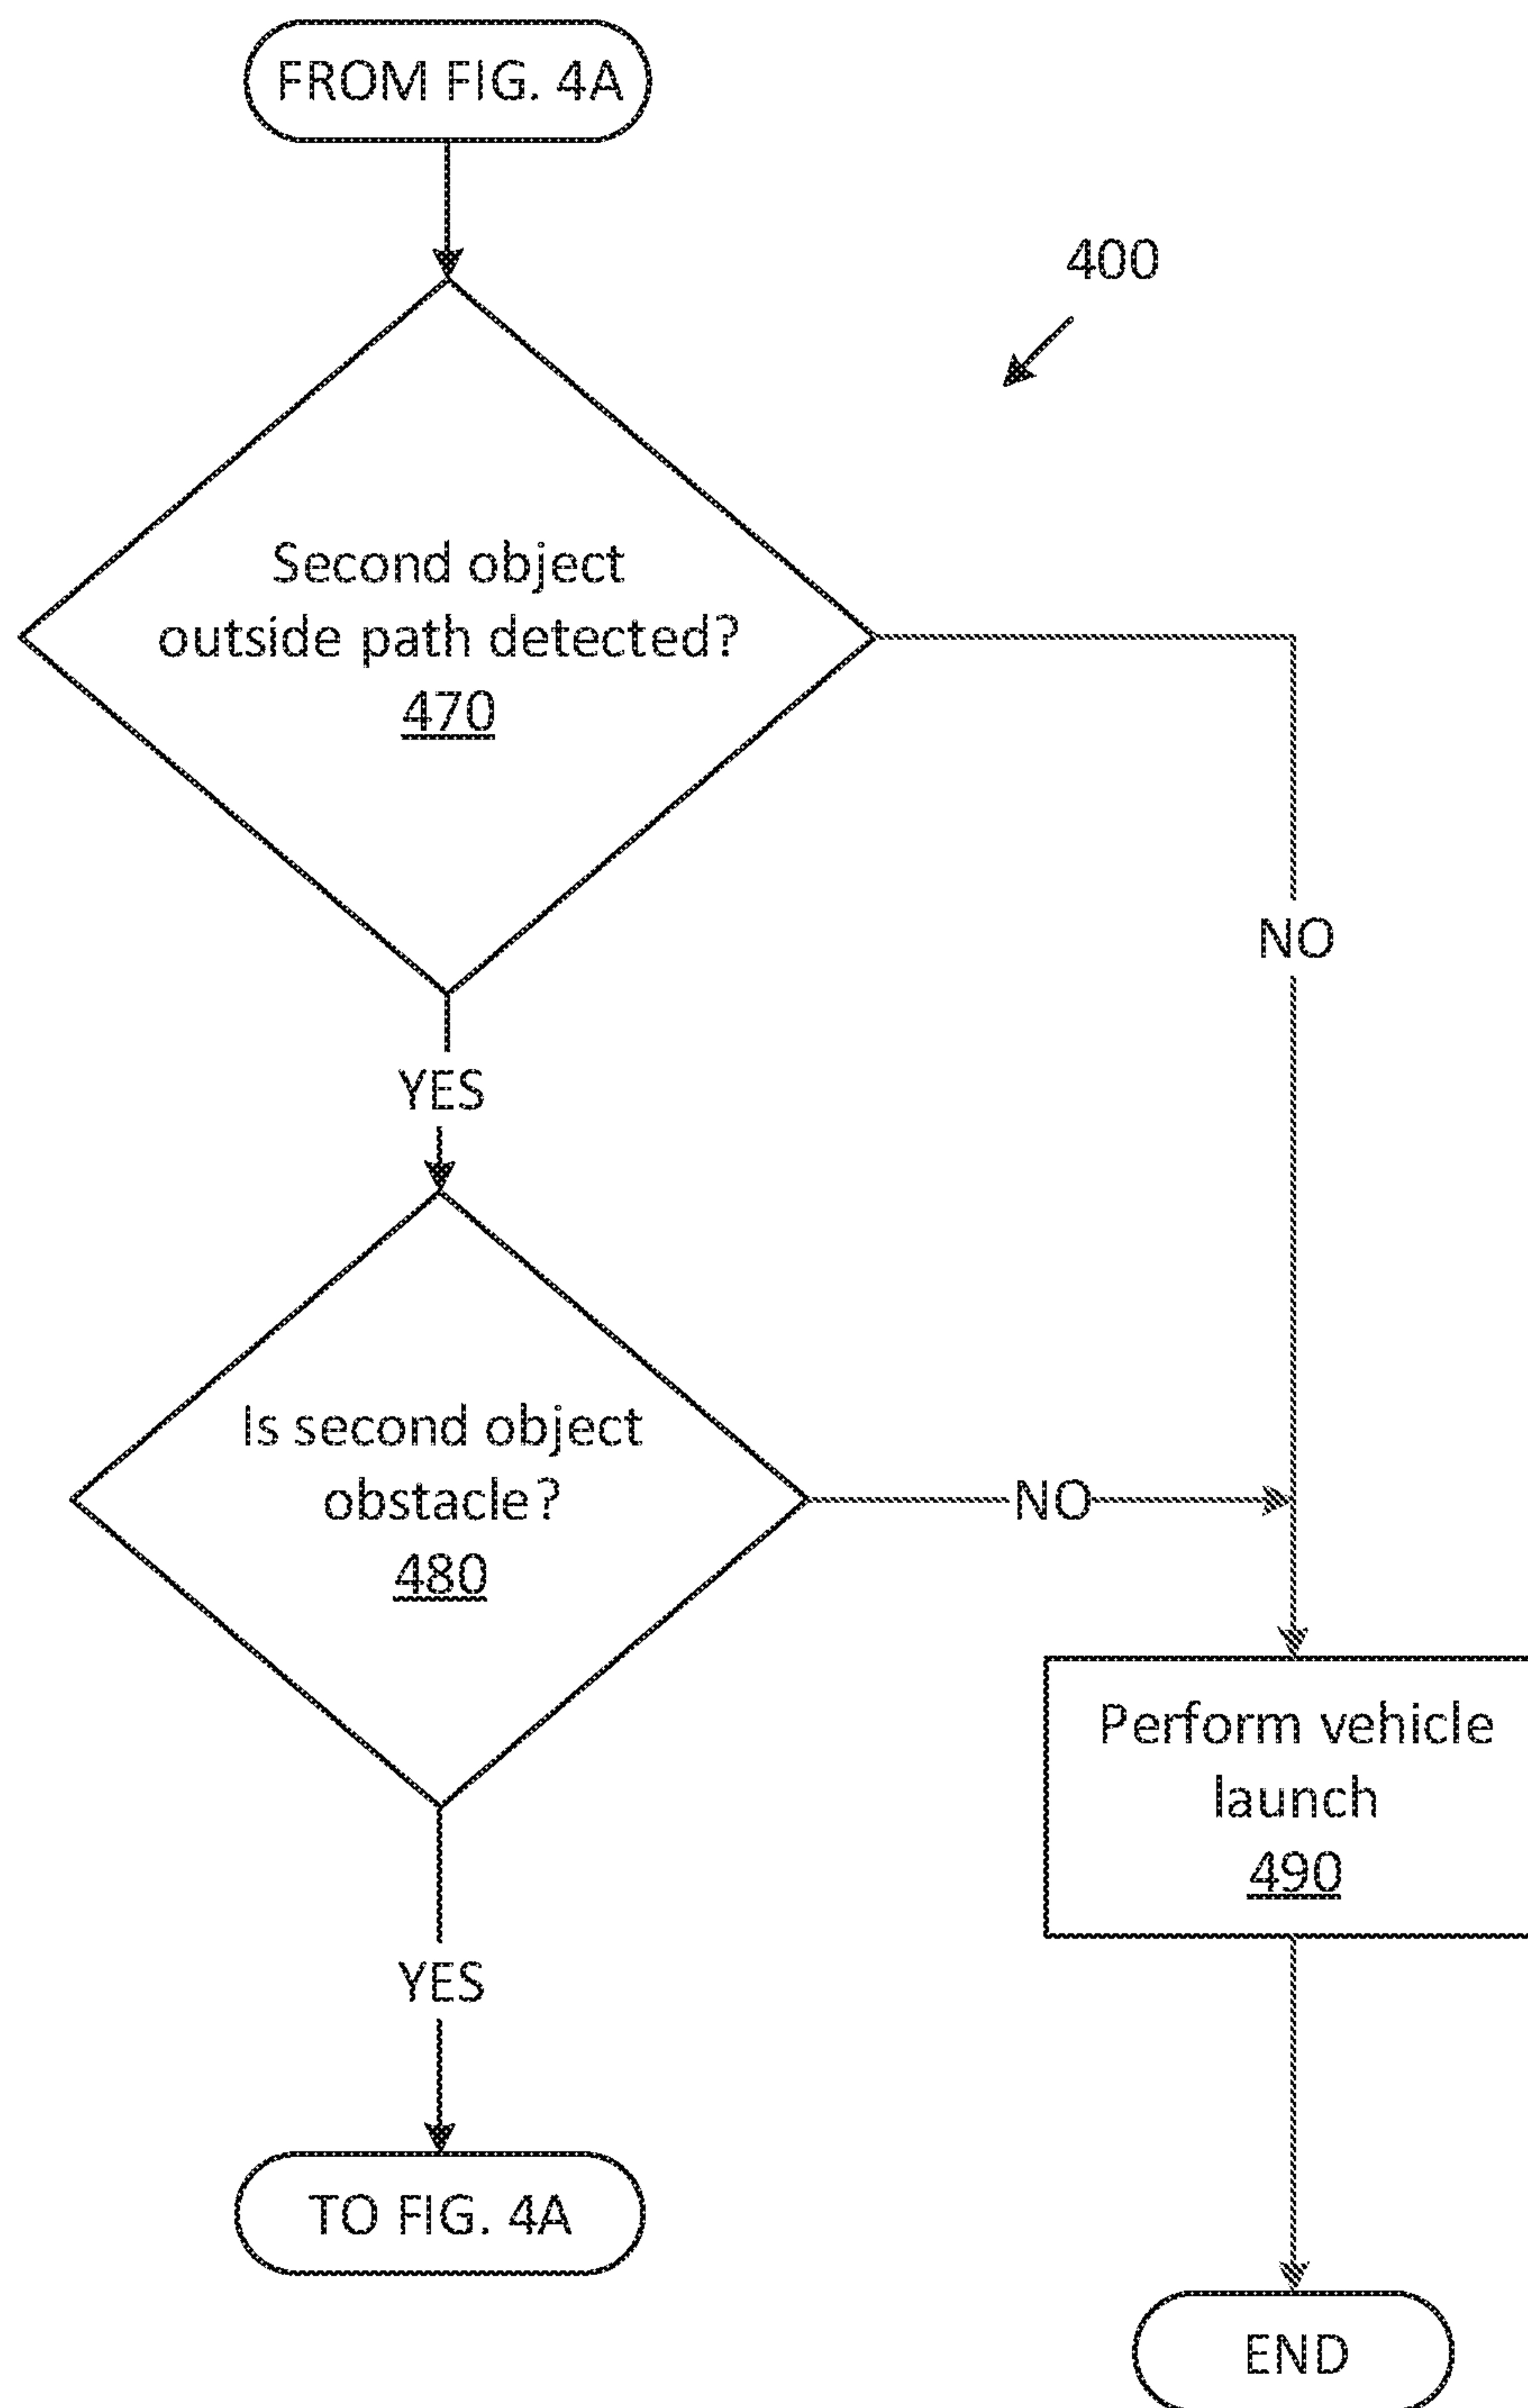 FROM FIG. 4A
400
Second object
outside path detected?
470
NO
YES
Is second object
obstacle?
480
NO
Perform vehicle
launch
490
YES
TO FIG. 4A
END